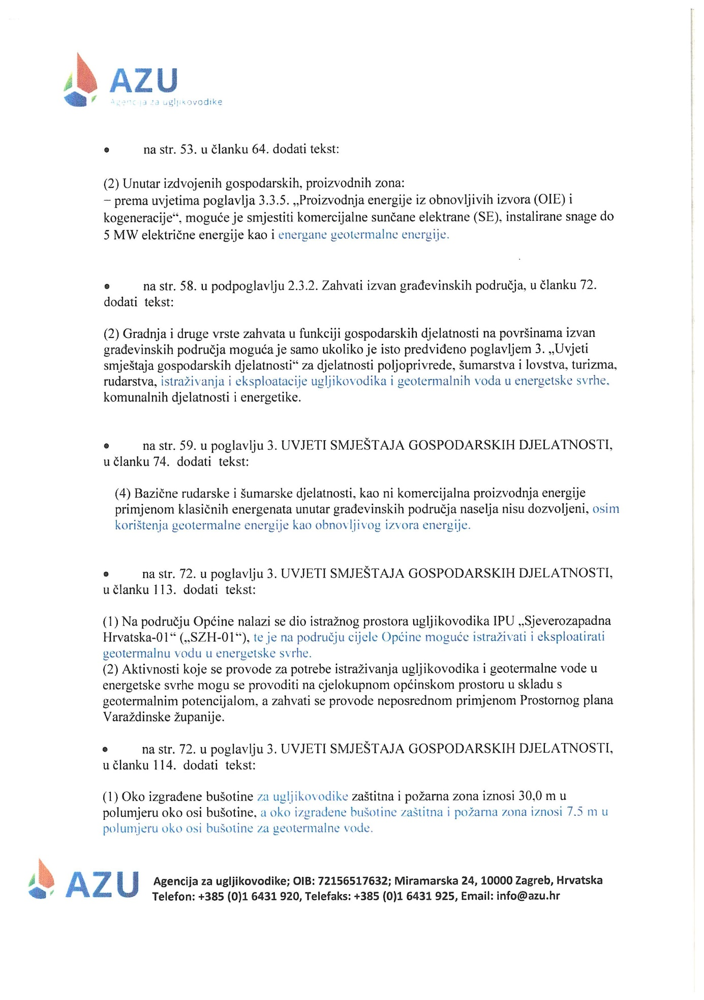 AZU
Agencija za ugljikovodike
• na str. 53. u članku 64. dodati tekst:
(2) Unutar izdvojenih gospodarskih, proizvodnih zona:
– prema uvjetima poglavlja 3.3.5. „Proizvodnja energije iz obnovljivih izvora (OIE) i
kogeneracije“, moguće je smjestiti komercijalne sunčane elektrane (SE), instalirane snage do
5 MW električne energije kao i energane geotermalne energije.
• na str. 58. u podpoglavlju 2.3.2. Zahvati izvan građevinskih područja, u članku 72.
dodati tekst:
(2) Gradnja i druge vrste zahvata u funkciji gospodarskih djelatnosti na površinama izvan
građevinskih područja moguća je samo ukoliko je isto predviđeno poglavljem 3. „Uvjeti
smještaja gospodarskih djelatnosti“ za djelatnosti poljoprivrede, šumarstva i lovstva, turizma,
rudarstva, istraživanja i eksploatacije ugljikovodika i geotermalnih voda u energetske svrhe,
komunalnih djelatnosti i energetike.
• na str. 59. u poglavlju 3. UVJETI SMJEŠTAJA GOSPODARSKIH DJELATNOSTI,
u članku 74. dodati tekst:
(4) Bazične rudarske i šumarske djelatnosti, kao ni komercijalna proizvodnja energije
primjenom klasičnih energenata unutar građevinskih područja naselja nisu dozvoljeni, osim
korištenja geotermalne energije kao obnovljivog izvora energije.
• na str. 72. u poglavlju 3. UVJETI SMJEŠTAJA GOSPODARSKIH DJELATNOSTI,
u članku 113. dodati tekst:
(1) Na području Općine nalazi se dio istražnog prostora ugljikovodika IPU „Sjeverozapadna
Hrvatska-01“ („SZH-01“), te je na području cijele Općine moguće istraživati i eksploatirati
geotermalnu vodu u energetske svrhe.
(2) Aktivnosti koje se provode za potrebe istraživanja ugljikovodika i geotermalne vode u
energetske svrhe mogu se provoditi na cjelokupnom općinskom prostoru u skladu s
geotermalnim potencijalom, a zahvati se provode neposrednom primjenom Prostornog plana
Varaždinske županije.
• na str. 72. u poglavlju 3. UVJETI SMJEŠTAJA GOSPODARSKIH DJELATNOSTI,
u članku 114. dodati tekst:
(1) Oko izgrađene bušotine za ugljikovodike zaštitna i požarna zona iznosi 30,0 m u
polumjeru oko osi bušotine, a oko izgrađene bušotine zaštitna i požarna zona iznosi 7.5 m u
polumjeru oko osi bušotine za geotermalne vode.
AZU
Agencija za ugljikovodike; OIB: 72156517632; Miramarska 24, 10000 Zagreb, Hrvatska
Telefon: +385 (0)1 6431 920, Telefaks: +385 (0)1 6431 925, Email: info@azu.hr